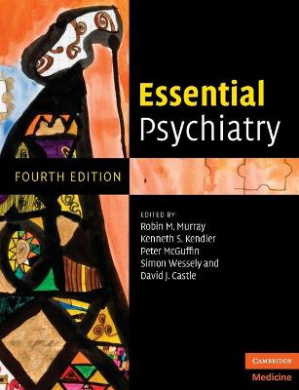 Essential
Psychiatry
FOURTH EDITION
EDITED BY
Robin M. Murray
Kenneth S. Kendler
Peter McGuffin
Simon Wessely and
David J. Castle
CAMBRIDGE
Medicine